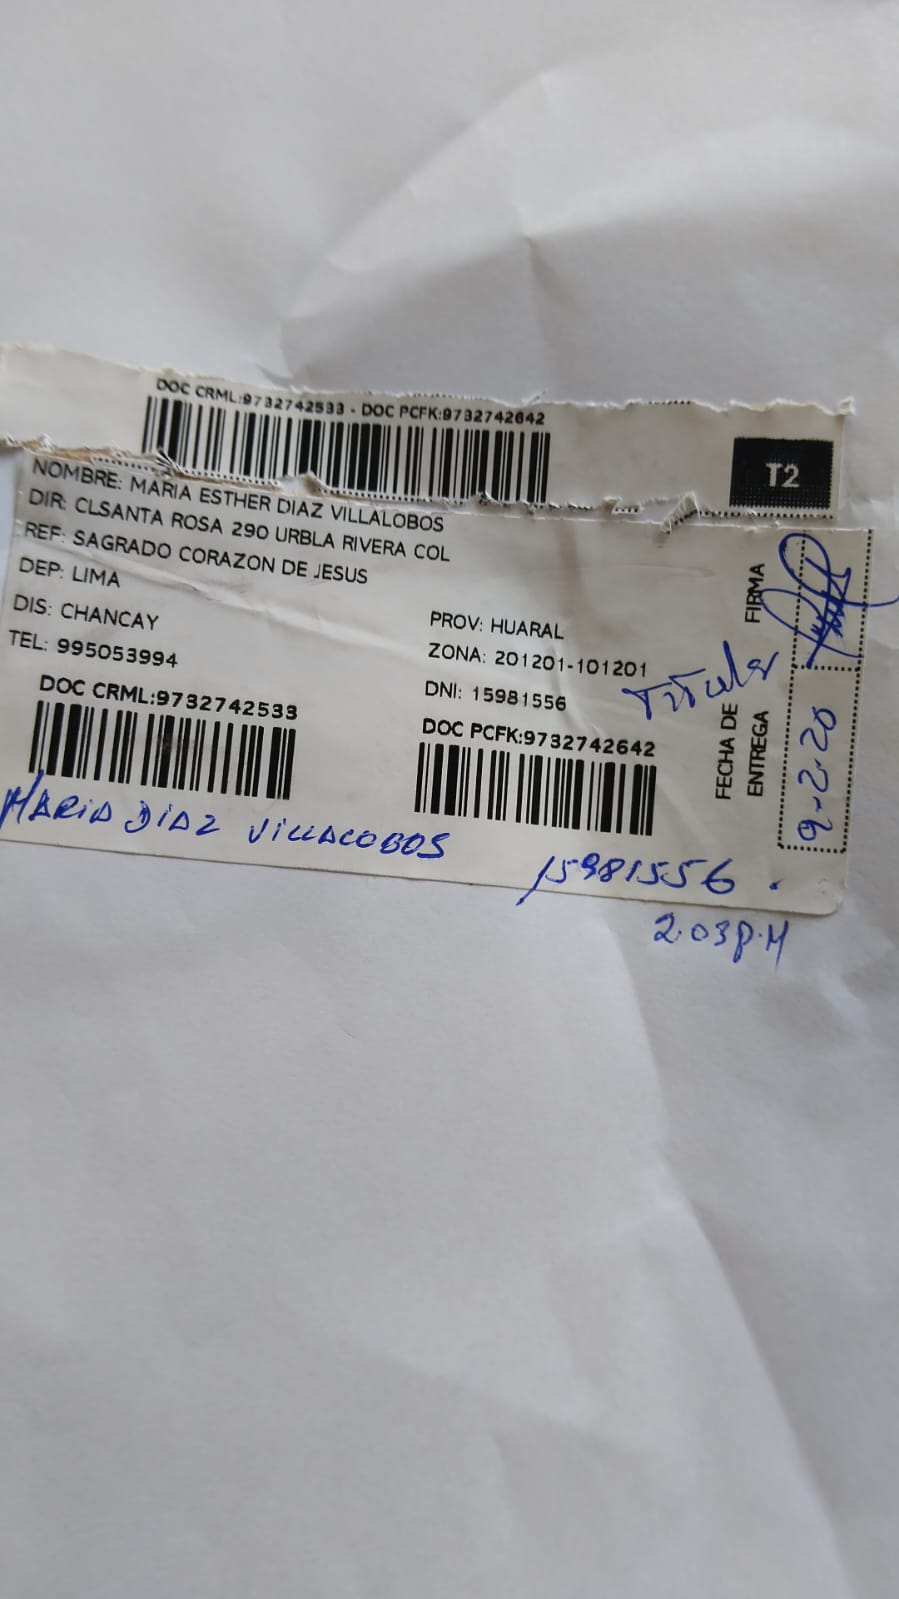 DOC CRML:9732742533 - DOC PCFK:9732742642
T2
NOMBRE: MARIA ESTHER DIAZ VILLALOBOS
DIR: CLSANTA ROSA 290 URBLA RIVERA COL
REF: SAGRADO CORAZON DE JESUS
DEP: LIMA
PROV: HUARAL
DIS: CHANCAY
ZONA: 201201-101201
TEL: 995053994
DNI: 15981556
Titular
DOC CRML:9732742533
DOC PCFK:9732742642
FIRMA
FECHA DE
ENTREGA
9-2-20
MARIA DIAZ VILLALOBOS
15981556.
2:03 P.M